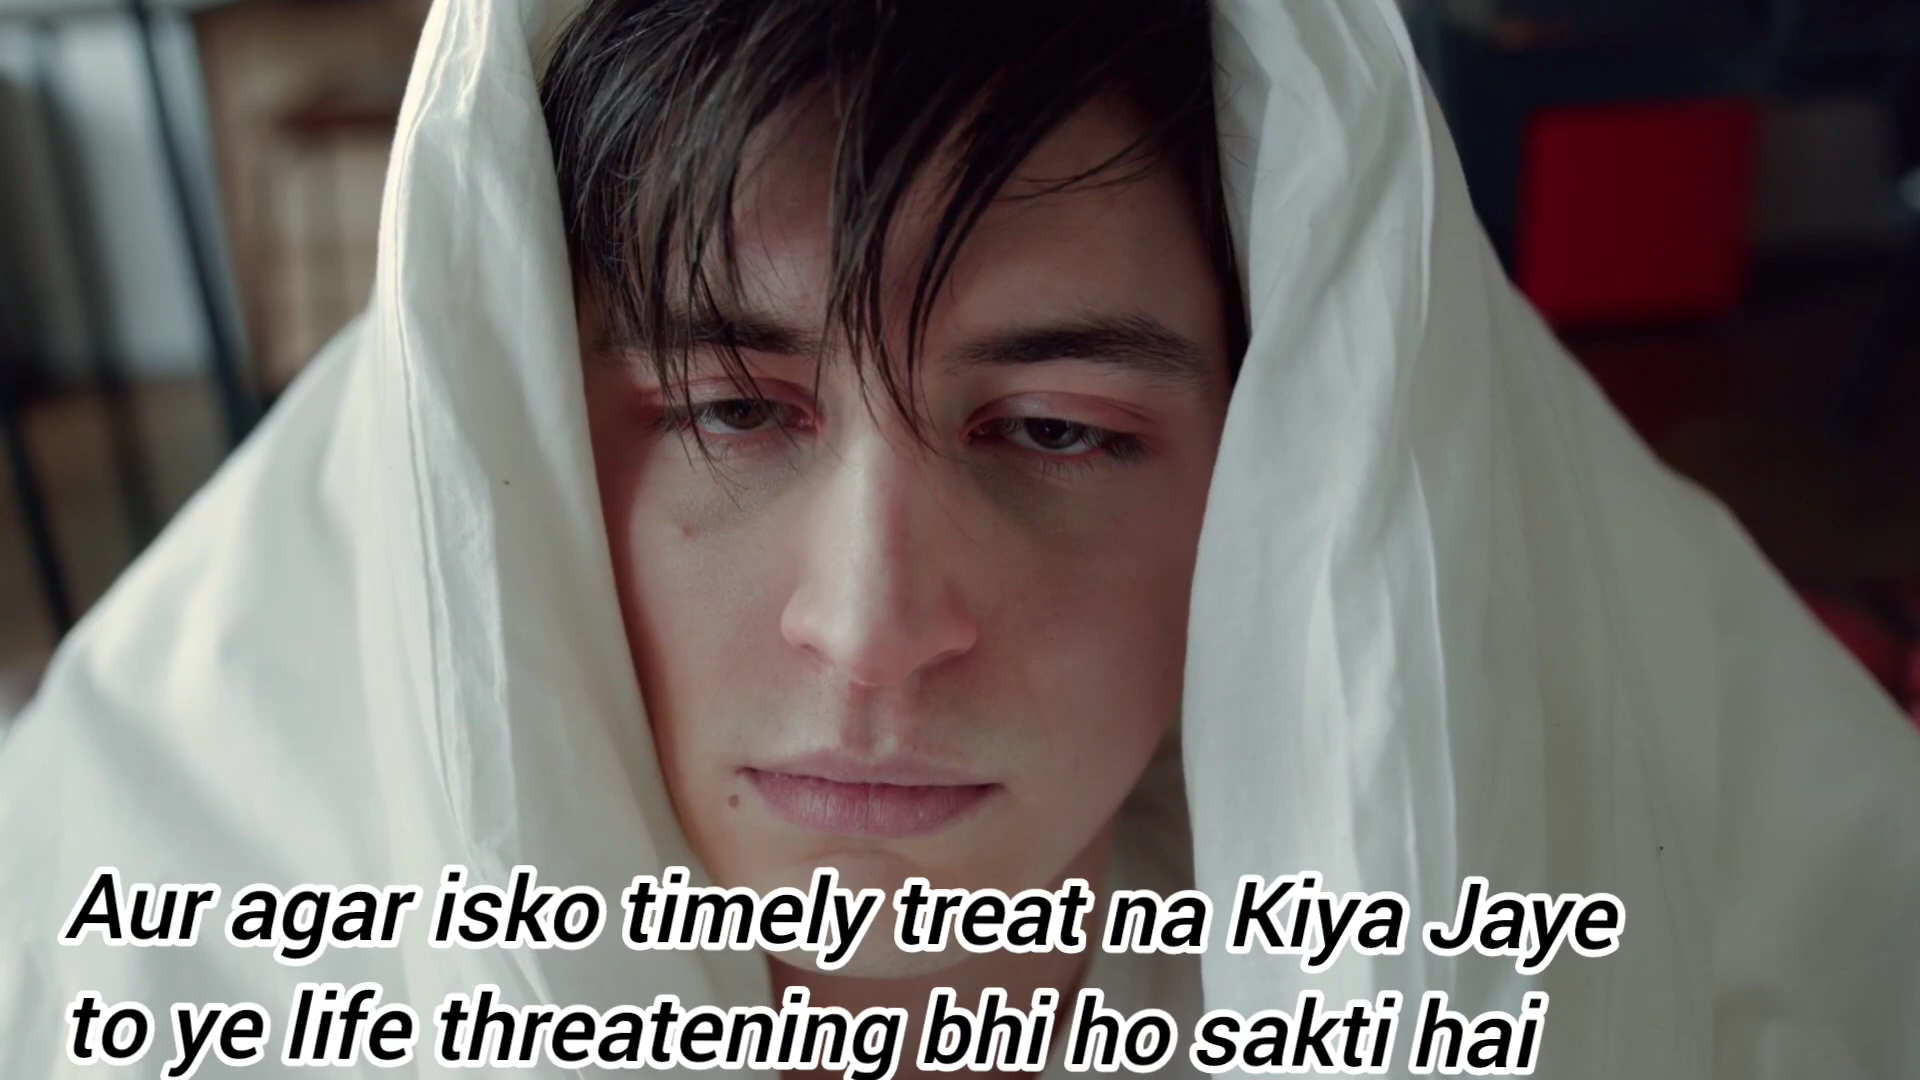 Aur agar isko timely treat na Kiya Jaye
to ye life threatening bhi ho sakti hai